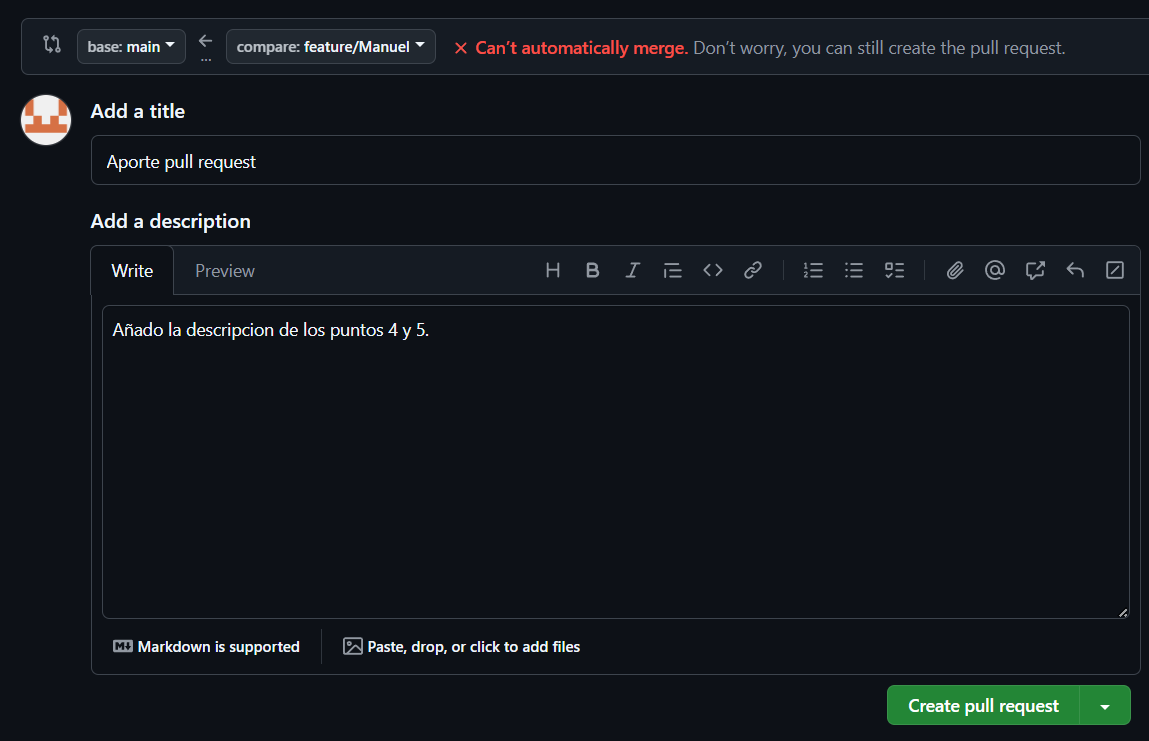 base: main compare: feature/Manuel Can’t automatically merge. Don’t worry, you can still create the pull request.
Add a title
Aporte pull request
Add a description
Write Preview
Añado la descripcion de los puntos 4 y 5.
Markdown is supported Paste, drop, or click to add files
Create pull request